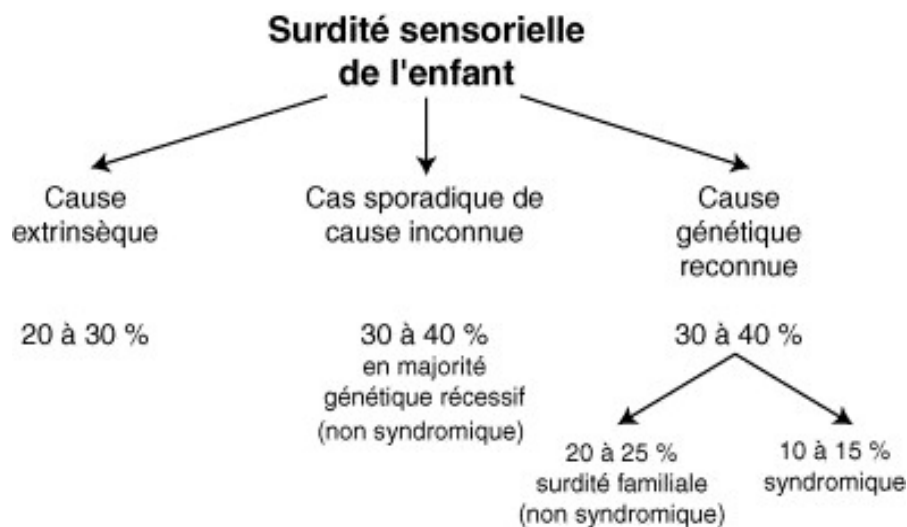 Surdité sensorielle
de l'enfant
Cause
extrinsèque
20 à 30 %
Cas sporadique de
cause inconnue
30 à 40 %
en majorité
génétique récessif
(non syndromique)
Cause
génétique
reconnue
30 à 40 %
20 à 25 %
surdité familiale
(non syndromique)
10 à 15 %
syndromique